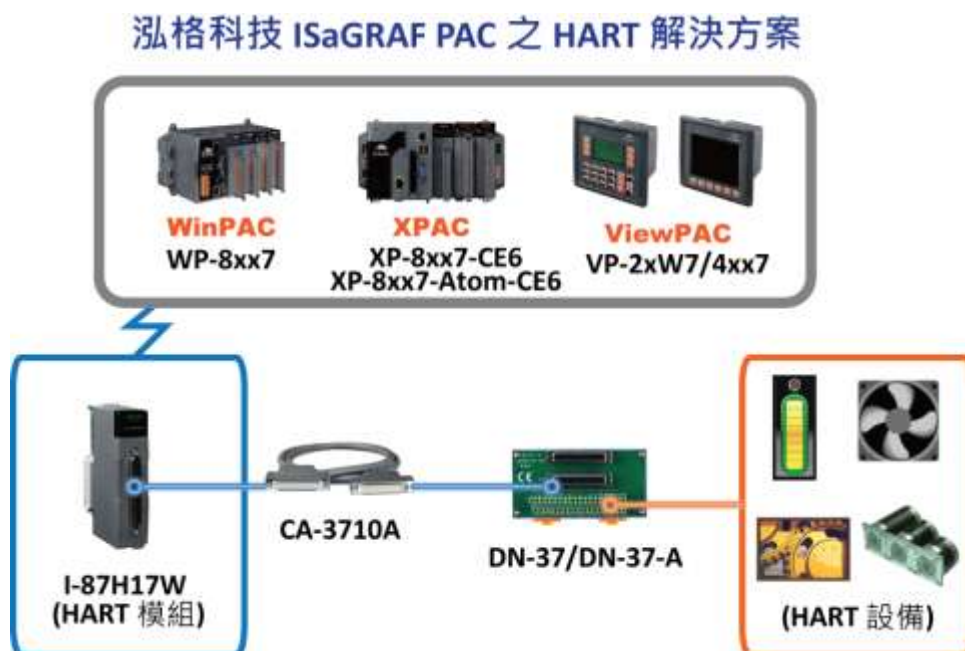 泓格科技 ISaGRAF PAC 之 HART 解決方案
WinPAC
WP-8xx7
XPAC
XP-8xx7-CE6
XP-8xx7-Atom-CE6
ViewPAC
VP-2xW7/4xx7
I-87H17W
(HART 模組)
CA-3710A
CE
DN-37/DN-37-A
(HART 設備)